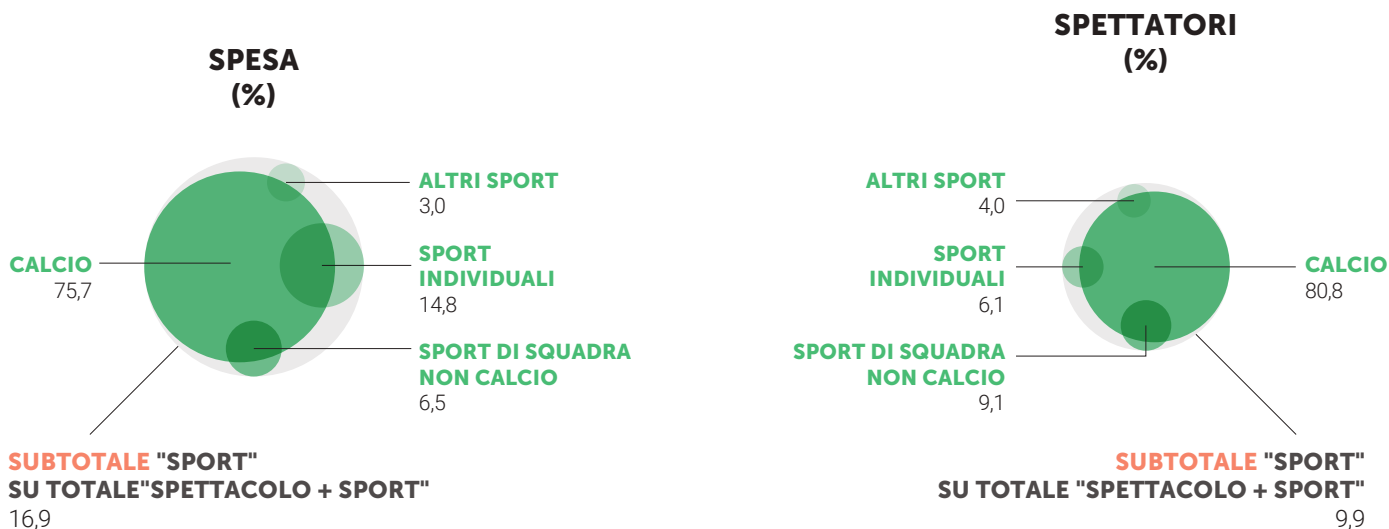 SPESA
(%)
ALTRI SPORT
3,0
CALCIO
75,7
SPORT
INDIVIDUALI
14,8
SPORT DI SQUADRA
NON CALCIO
6,5
SUBTOTALE "SPORT"
SU TOTALE"SPETTACOLO + SPORT"
16,9
SPETTATORI
(%)
ALTRI SPORT
4,0
SPORT
INDIVIDUALI
6,1
CALCIO
80,8
SPORT DI SQUADRA
NON CALCIO
9,1
SUBTOTALE "SPORT"
SU TOTALE "SPETTACOLO + SPORT"
9,9